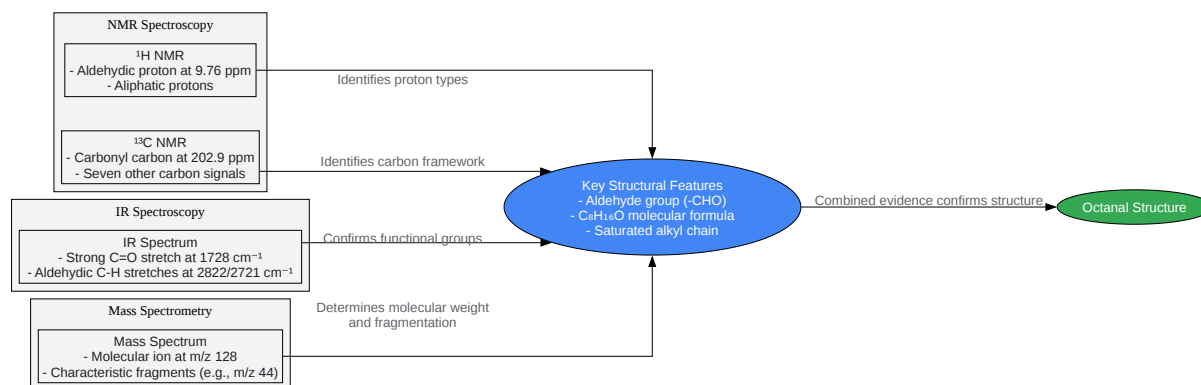 NMR Spectroscopy
¹H NMR
- Aldehydic proton at 9.76 ppm
- Aliphatic protons
¹³C NMR
- Carbonyl carbon at 202.9 ppm
- Seven other carbon signals
IR Spectroscopy
IR Spectrum
- Strong C=O stretch at 1728 cm⁻¹
- Aldehydic C-H stretches at 2822/2721 cm⁻¹
Mass Spectrometry
Mass Spectrum
- Molecular ion at m/z 128
- Characteristic fragments (e.g., m/z 44)
Identifies proton types
Identifies carbon framework
Confirms functional groups
Determines molecular weight
and fragmentation
Key Structural Features
- Aldehyde group (-CHO)
- C₈H₁₆O molecular formula
- Saturated alkyl chain
Combined evidence confirms structure
Octanal Structure